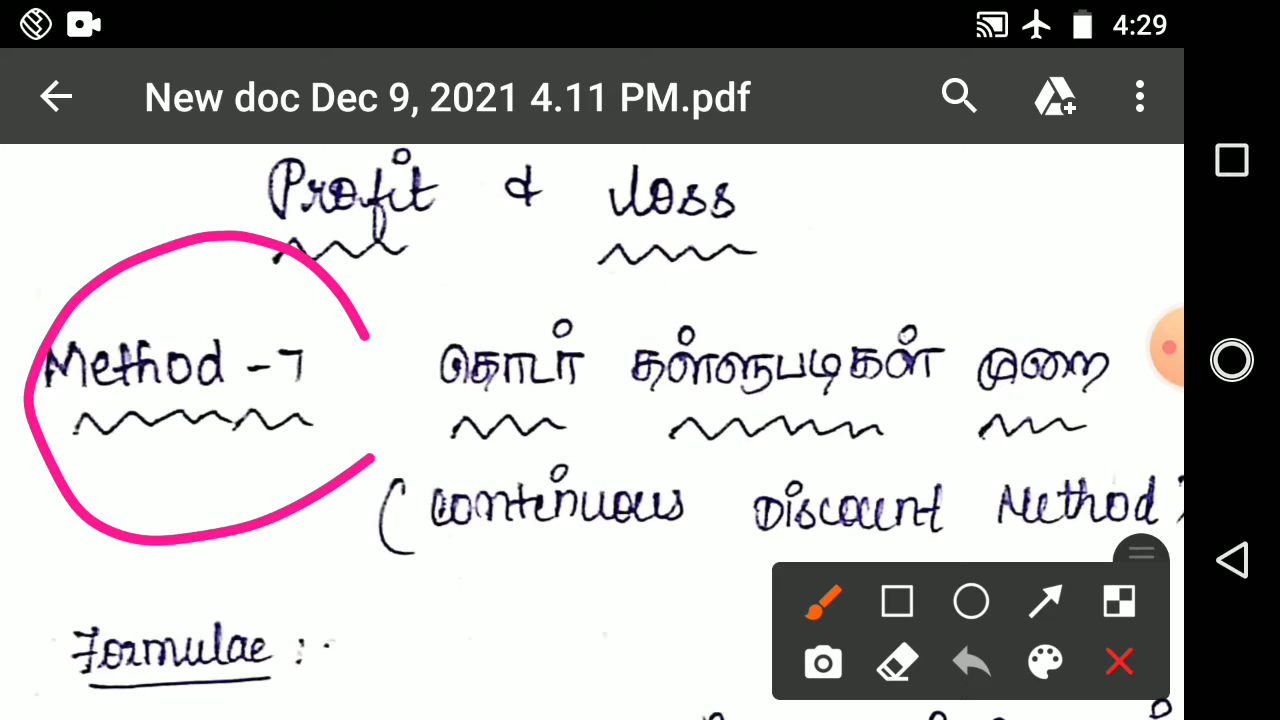 4:29
New doc Dec 9, 2021 4.11 PM.pdf
Profit & Loss
Method - 7 தொடர் தள்ளுபடிகள் முறை
(Continuous Discount Method)
Formulae :-